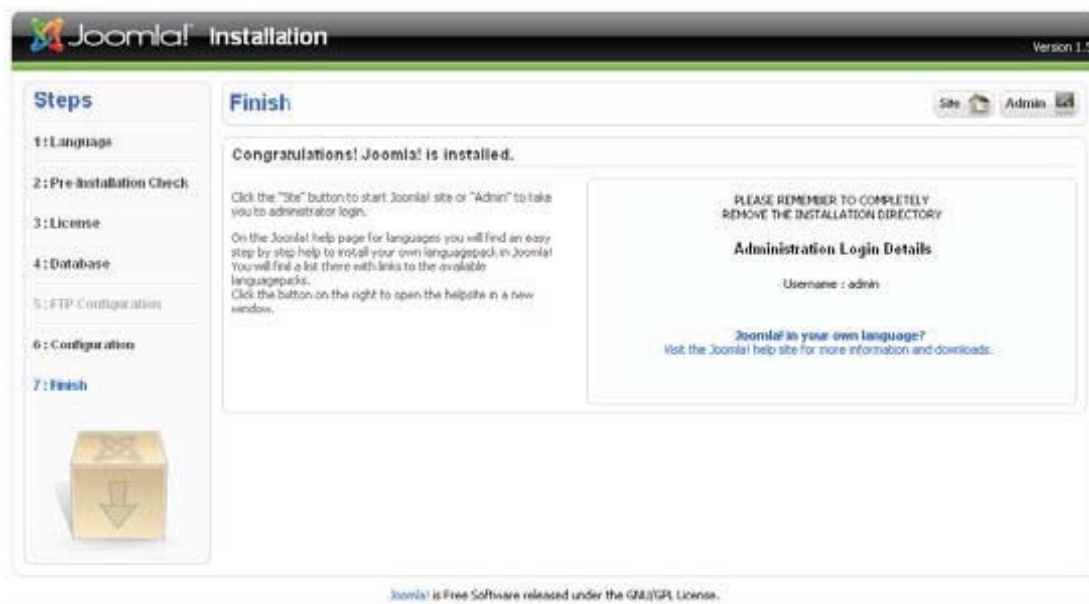 Joomla! Installation
Version 1.5
Steps
1 : Language
2 : Pre-Installation Check
3 : License
4 : Database
5 : FTP Configuration
6 : Configuration
7 : Finish
Finish
Site
Admin
Congratulations! Joomla! is installed.
Click the "Site" button to start Joomla! site or "Admin" to take
you to administrator login.
On the Joomla! help page for languages you will find an easy
step by step help to install your own languagepack in Joomla!
You will find a list there with links to the available
languagepacks.
Click the button on the right to open the helpsite in a new
window.
PLEASE REMEMBER TO COMPLETELY
REMOVE THE INSTALLATION DIRECTORY
Administration Login Details
Username : admin
Joomla! in your own language?
Visit the Joomla! help site for more information and downloads.
Joomla! is Free Software released under the GNU/GPL License.